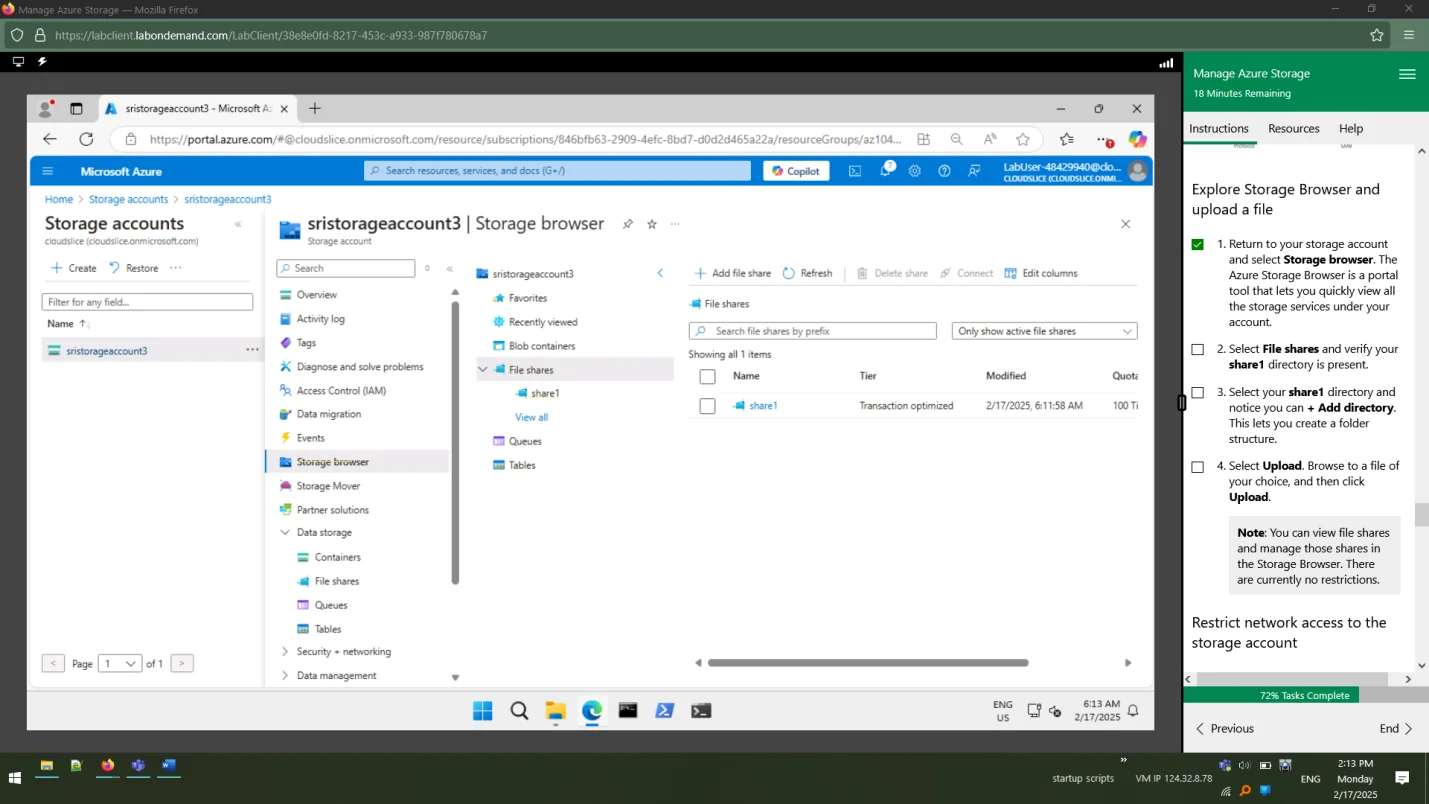 Manage Azure Storage — Mozilla Firefox
https://labclient.labondemand.com/LabClient/38e8e0fd-8217-453c-a933-987f780678a7
sristorageaccount3 - Microsoft Az
https://portal.azure.com/#@cloudslice.onmicrosoft.com/resource/subscriptions/846bfb63-2909-4efc-8bd7-d0d2d465a22a/resourceGroups/az104...
Microsoft Azure
Search resources, services, and docs (G+/)
Copilot
7
LabUser-48429940@clo...
CLOUDSLICE (CLOUDSLICE.ONMI...
Home > Storage accounts > sristorageaccount3
Storage accounts
cloudslice (cloudslice.onmicrosoft.com)
Create
Restore
Filter for any field...
Name
sristorageaccount3
Page 1 of 1
sristorageaccount3 | Storage browser
Storage account
Search
Overview
Activity log
Tags
Diagnose and solve problems
Access Control (IAM)
Data migration
Events
Storage browser
Storage Mover
Partner solutions
Data storage
Containers
File shares
Queues
Tables
Security + networking
Data management
sristorageaccount3
Favorites
Recently viewed
Blob containers
File shares
share1
View all
Queues
Tables
Add file share
Refresh
Delete share
Connect
Edit columns
File shares
Search file shares by prefix
Only show active file shares
Showing all 1 items
Name Tier Modified Quota
share1 Transaction optimized 2/17/2025, 6:11:58 AM 100 Ti
ENG
US
6:13 AM
2/17/2025
Manage Azure Storage
18 Minutes Remaining
Instructions Resources Help
Protocol SMB
Explore Storage Browser and
upload a file
1. Return to your storage account
and select Storage browser. The
Azure Storage Browser is a portal
tool that lets you quickly view all
the storage services under your
account.
2. Select File shares and verify your
share1 directory is present.
3. Select your share1 directory and
notice you can + Add directory.
This lets you create a folder
structure.
4. Select Upload. Browse to a file of
your choice, and then click
Upload.
Note: You can view file shares
and manage those shares in
the Storage Browser. There
are currently no restrictions.
Restrict network access to the
storage account
72% Tasks Complete
Previous
End
startup scripts
VM IP 124.32.8.78
ENG
2:13 PM
Monday
2/17/2025